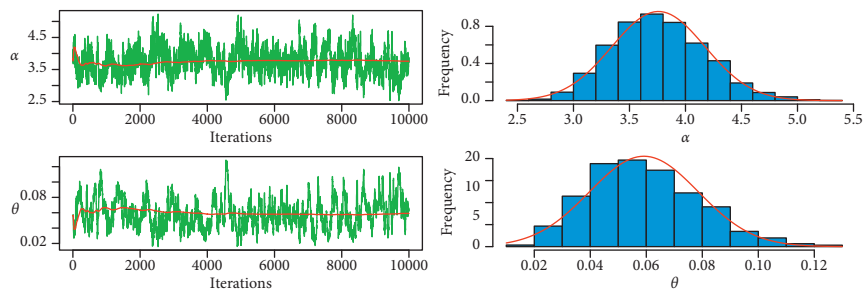 4.5
3.5
2.5
α
0 2000 4000 6000 8000 10000
Iterations
0.8
0.4
0.0
Frequency
2.5 3.0 3.5 4.0 4.5 5.0 5.5
α
0.08
0.02
θ
0 2000 4000 6000 8000 10000
Iterations
20
10
5
0
Frequency
0.02 0.04 0.06 0.08 0.10 0.12
θ